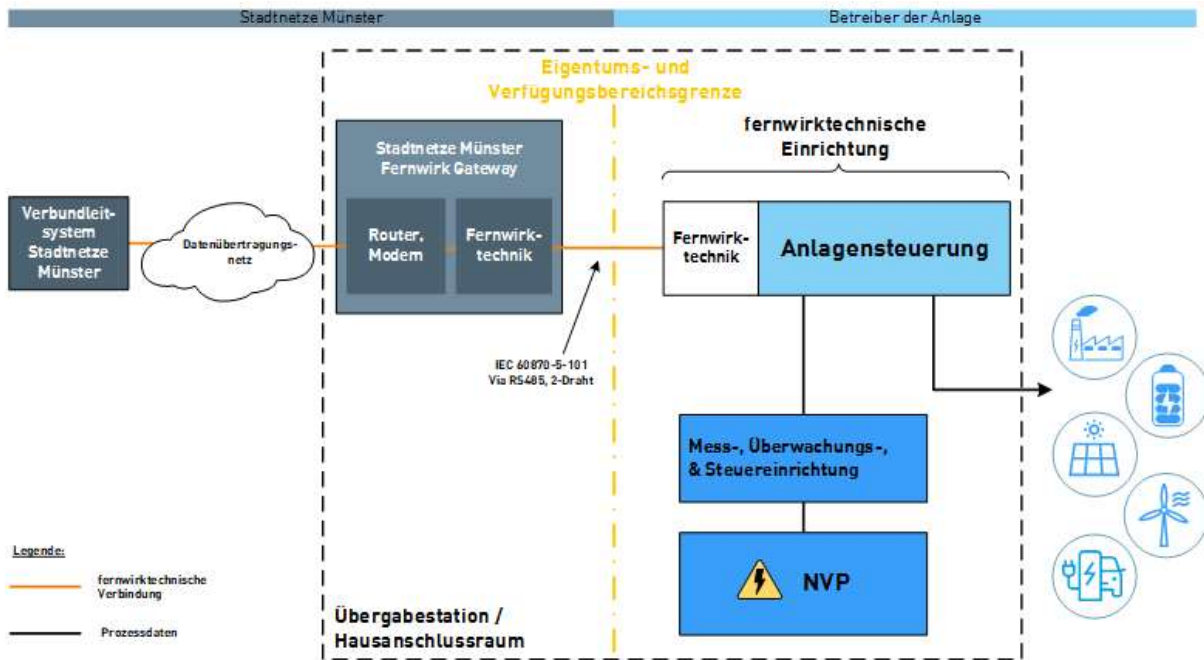 Stadtnetze Münster
Betreiber der Anlage
Eigentums- und
Verfügungsbereichsgrenze
fernwirktechnische
Einrichtung
Stadtnetze Münster
Fernwirk Gateway
Verbundleit-
system
Stadtnetze
Münster
Datenübertragungs-
netz
Router,
Modem
Fernwirk-
technik
Fernwirk-
technik
Anlagensteuerung
IEC 60870-5-101
Via RS485, 2-Draht
Mess-, Überwachungs-,
& Steuereinrichtung
NVP
Legende:
fernwirktechnische
Verbindung
Prozessdaten
Übergabestation /
Hausanschlussraum